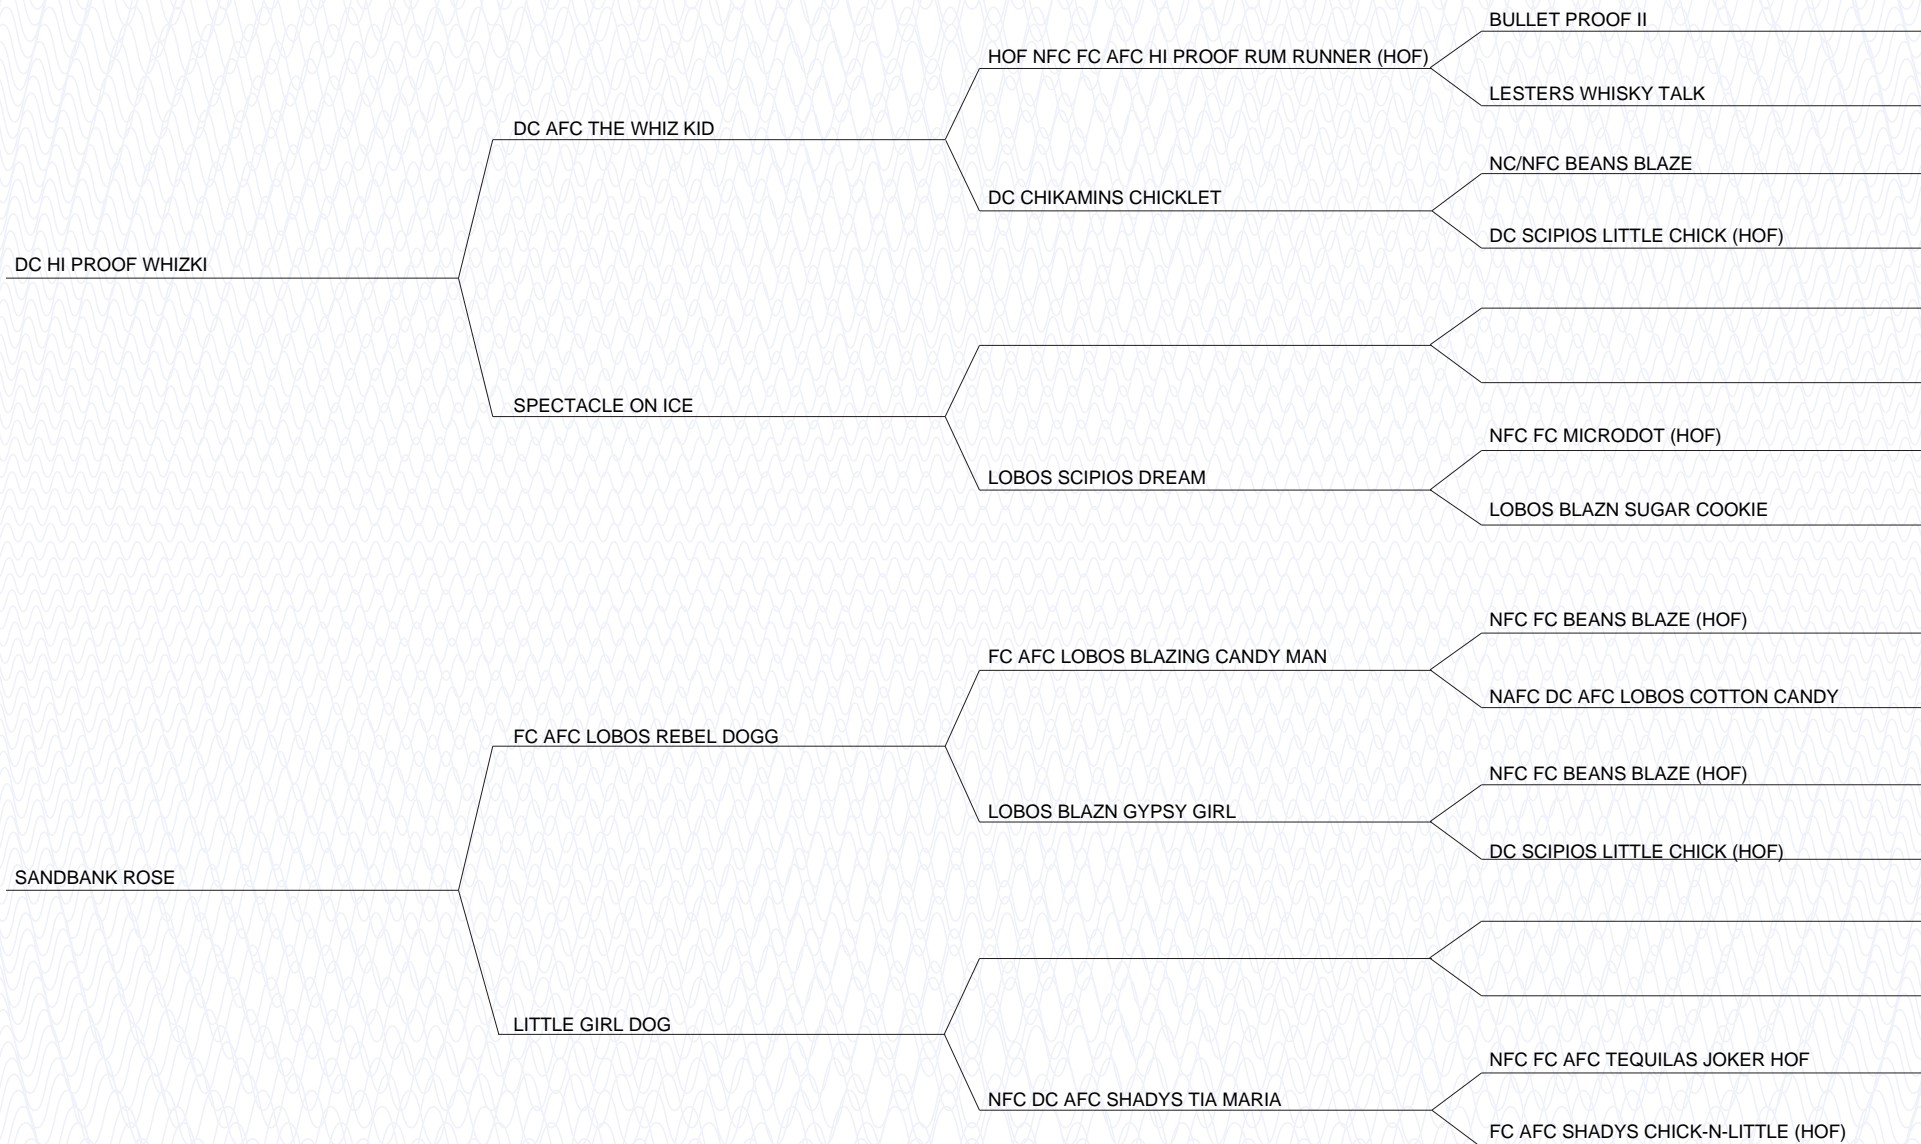 BULLET PROOF II
HOF NFC FC AFC HI PROOF RUM RUNNER (HOF)
LESTERS WHISKY TALK
DC AFC THE WHIZ KID
NC/NFC BEANS BLAZE
DC CHIKAMINS CHICKLET
DC SCIPIOS LITTLE CHICK (HOF)
DC HI PROOF WHIZKI
SPECTACLE ON ICE
NFC FC MICRODOT (HOF)
LOBOS SCIPIOS DREAM
LOBOS BLAZN SUGAR COOKIE
NFC FC BEANS BLAZE (HOF)
FC AFC LOBOS BLAZING CANDY MAN
NAFC DC AFC LOBOS COTTON CANDY
FC AFC LOBOS REBEL DOGG
NFC FC BEANS BLAZE (HOF)
LOBOS BLAZN GYPSY GIRL
DC SCIPIOS LITTLE CHICK (HOF)
SANDBANK ROSE
LITTLE GIRL DOG
NFC FC AFC TEQUILAS JOKER HOF
NFC DC AFC SHADYS TIA MARIA
FC AFC SHADYS CHICK-N-LITTLE (HOF)